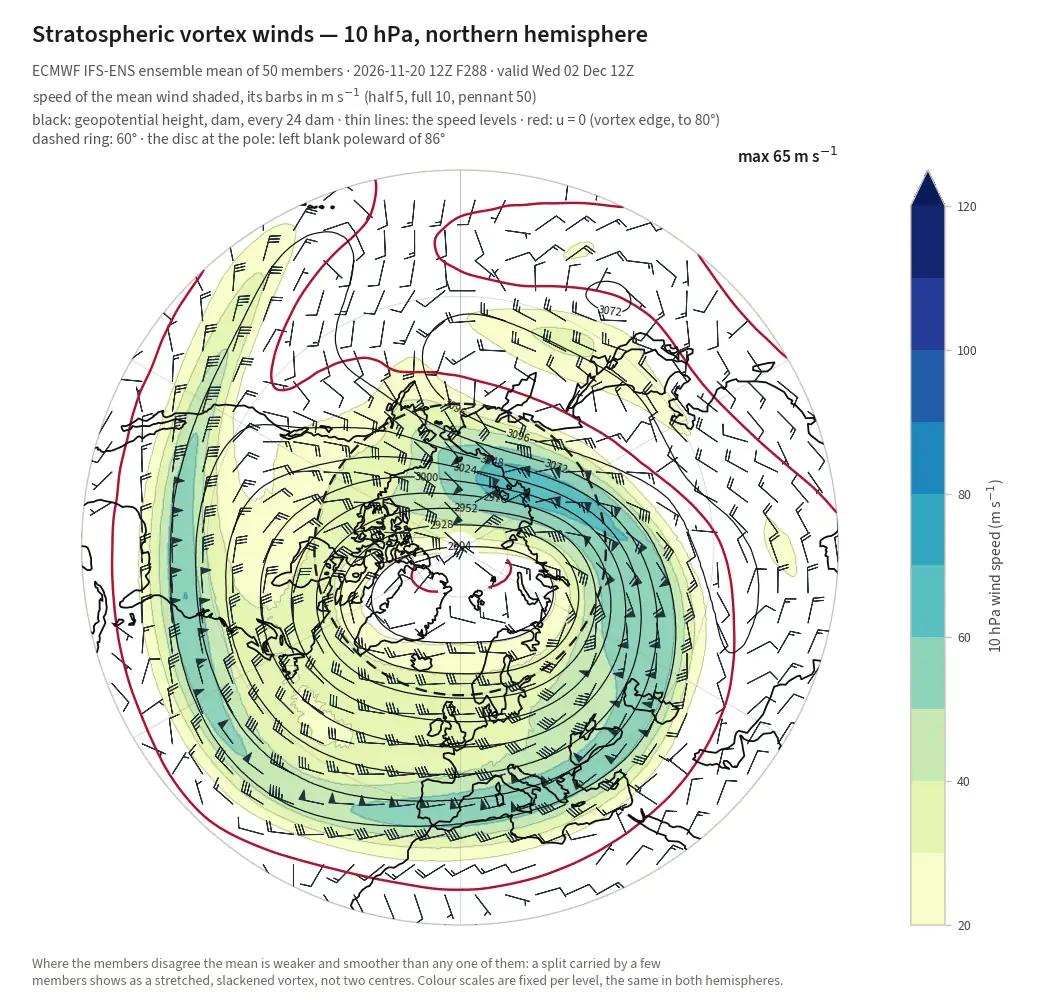 Stratospheric vortex winds — 10 hPa, northern hemisphere
ECMWF IFS-ENS ensemble mean of 50 members · 2026-11-20 12Z F288 · valid Wed 02 Dec 12Z
speed of the mean wind shaded, its barbs in m s⁻¹ (half 5, full 10, pennant 50)
black: geopotential height, dam, every 24 dam · thin lines: the speed levels · red: u = 0 (vortex edge, to 80°)
dashed ring: 60° · the disc at the pole: left blank poleward of 86°
max 65 m s⁻¹
120
100
80
60
40
20
10 hPa wind speed (m s⁻¹)
3072
3096
3072
3048
3024
3000
2952
2928
2904
Where the members disagree the mean is weaker and smoother than any one of them: a split carried by a few
members shows as a stretched, slackened vortex, not two centres. Colour scales are fixed per level, the same in both hemispheres.